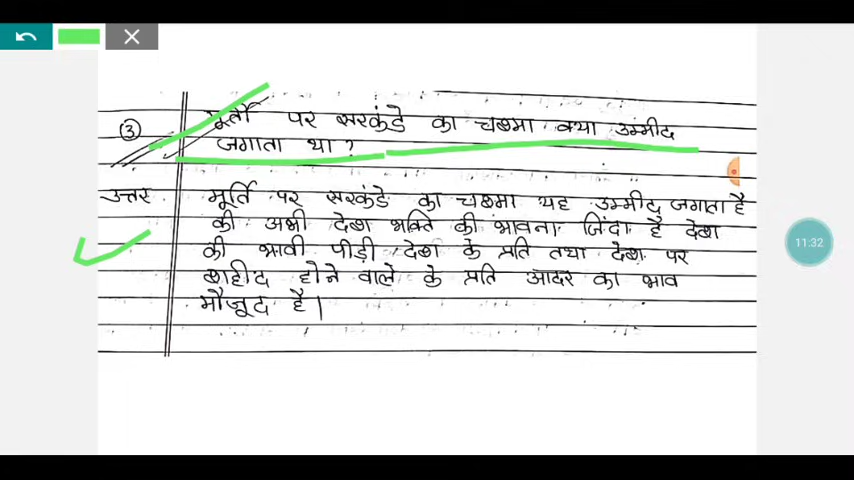 ③ मूर्ती पर सरकंडे का चश्मा क्या उम्मीद
जगाता था ?
उत्तर मूर्ति पर सरकंडे का चश्मा यह उम्मीद जगाता है
की अभी देश भक्ति की भावना जिंदा है देश
की भावी पीड़ी देश के प्रति तथा देश पर
शहीद होने वाले के प्रति आदर का भाव
मौजूद है।
11:32